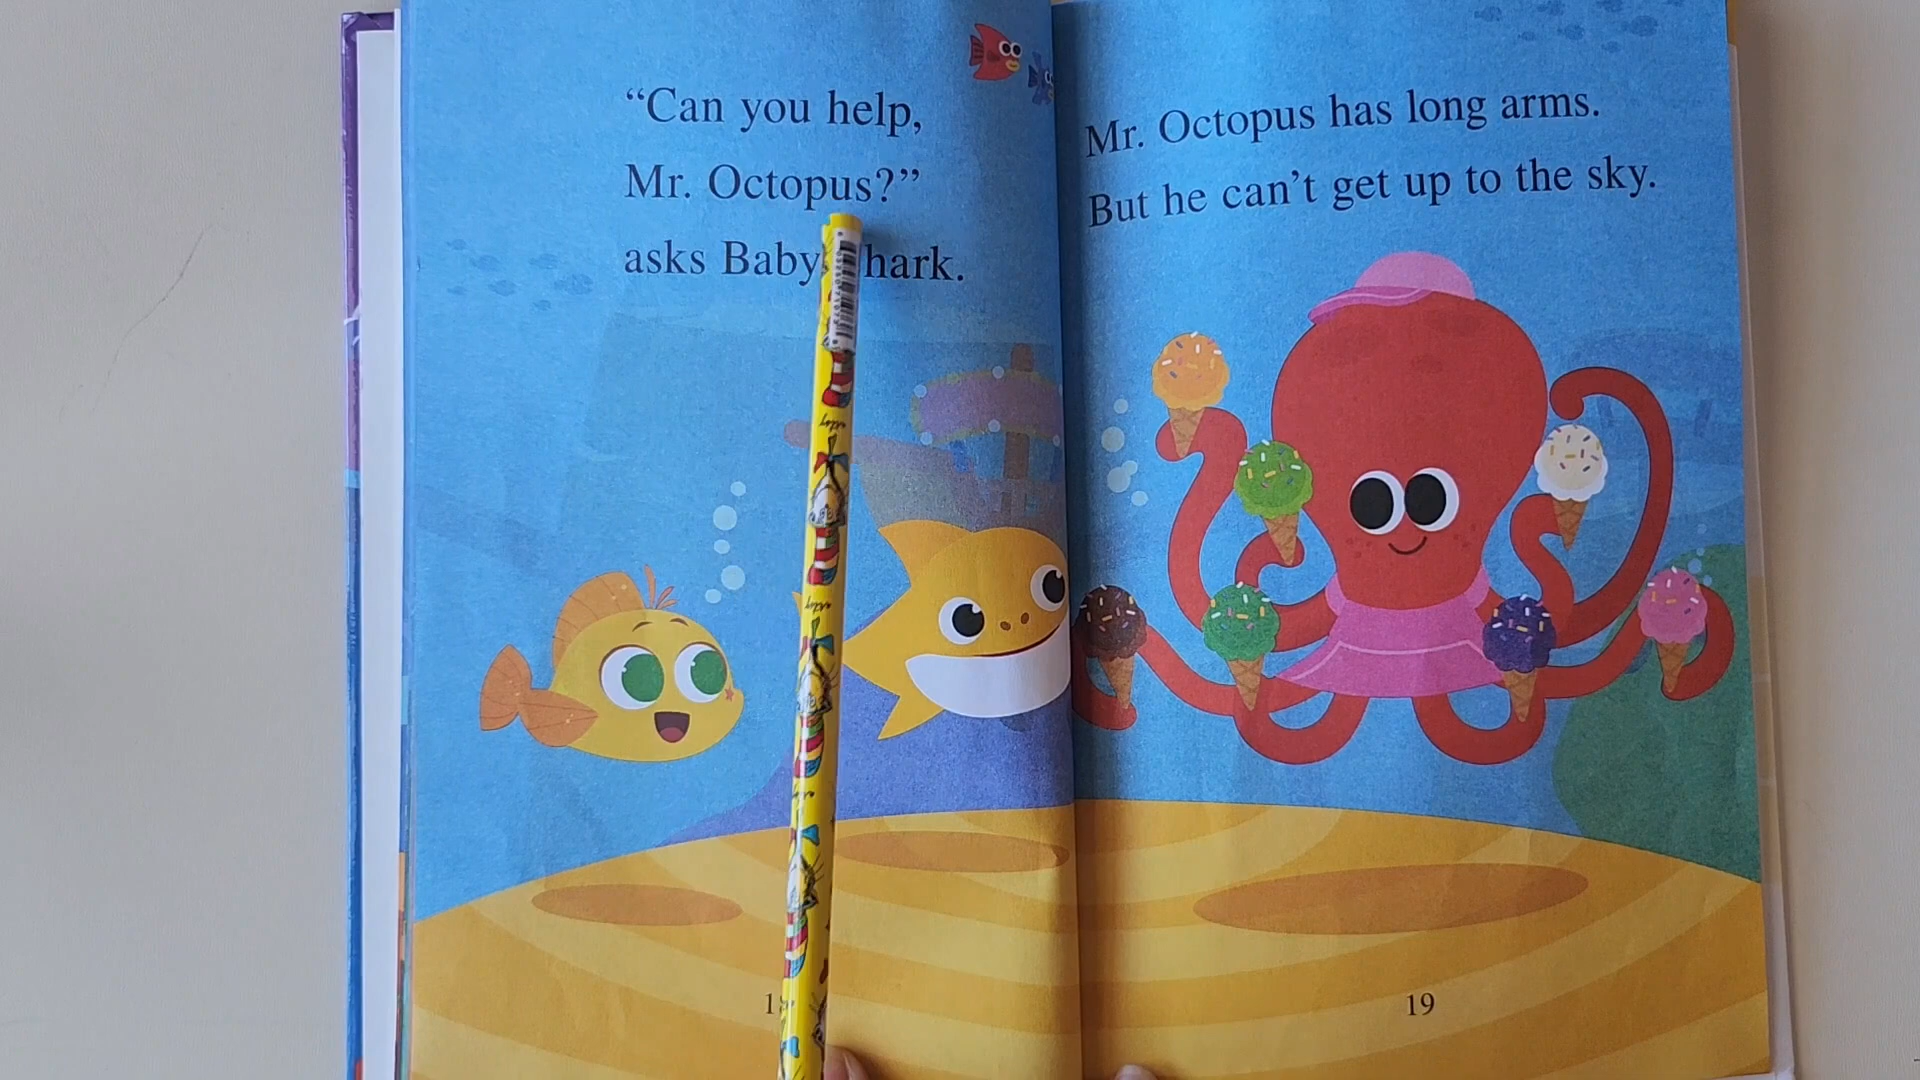 “Can you help,
Mr. Octopus?”
asks Baby hark.
Mr. Octopus has long arms.
But he can’t get up to the sky.
1
19